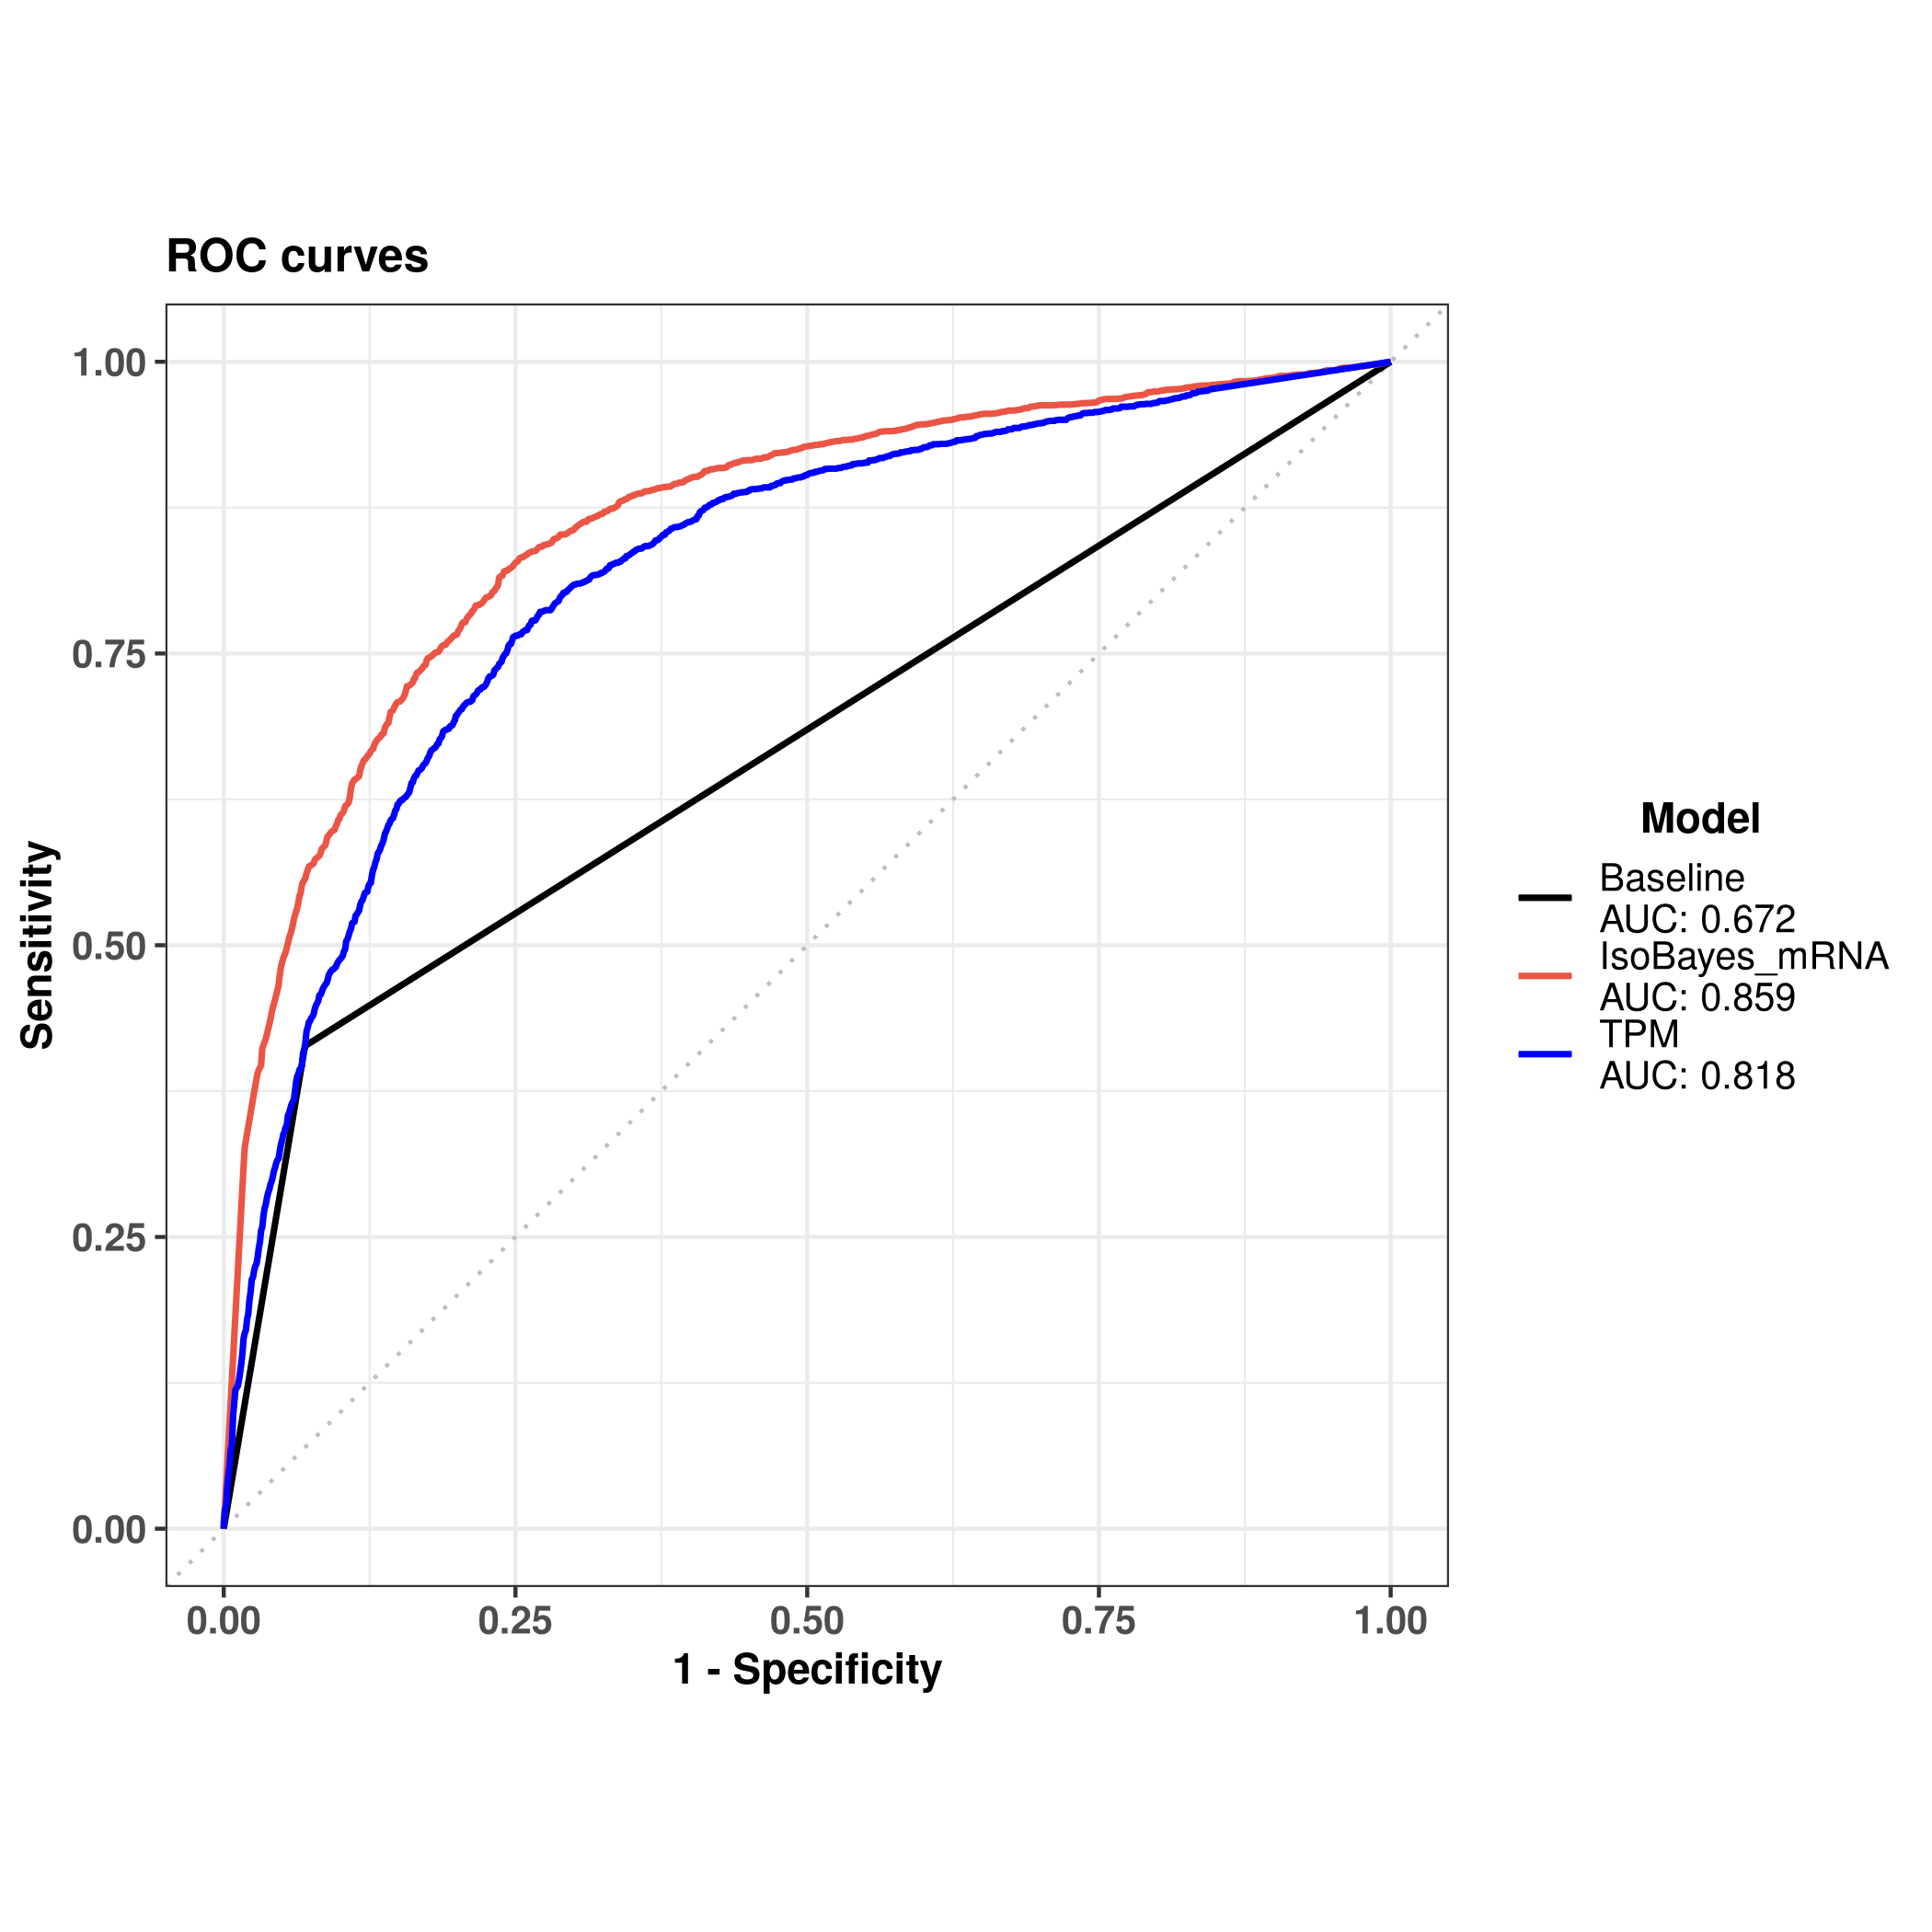 ROC curves
1.00
0.75
0.50
0.25
0.00
Sensitivity
0.00 0.25 0.50 0.75 1.00
1 - Specificity
Model
Baseline
AUC: 0.672
IsoBayes_mRNA
AUC: 0.859
TPM
AUC: 0.818